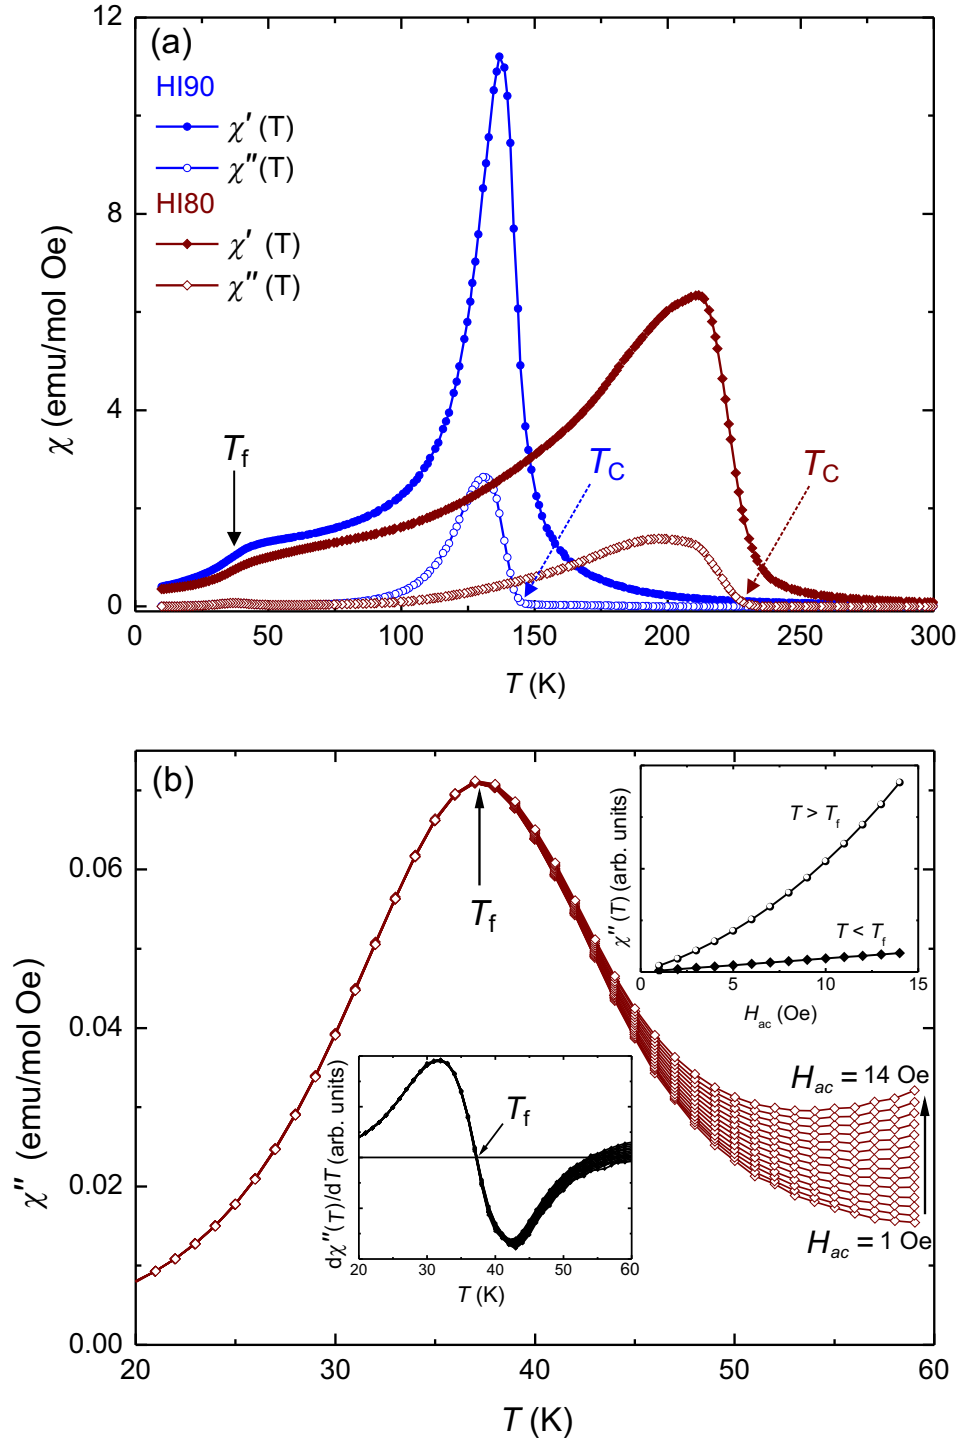 (a)
HI90
χ′ (T)
χ″(T)
HI80
χ′ (T)
χ″ (T)
12
8
4
0
χ (emu/mol Oe)
T_f
T_C
T_C
0 50 100 150 200 250 300
T (K)
(b)
0.06
0.04
0.02
0.00
χ″ (emu/mol Oe)
T_f
χ″(T) (arb. units)
T > T_f
T < T_f
0 5 10 15
H_ac (Oe)
dχ″(T)/dT (arb. units)
T_f
20 30 40 50 60
T (K)
H_ac = 14 Oe
H_ac = 1 Oe
20 30 40 50 60
T (K)